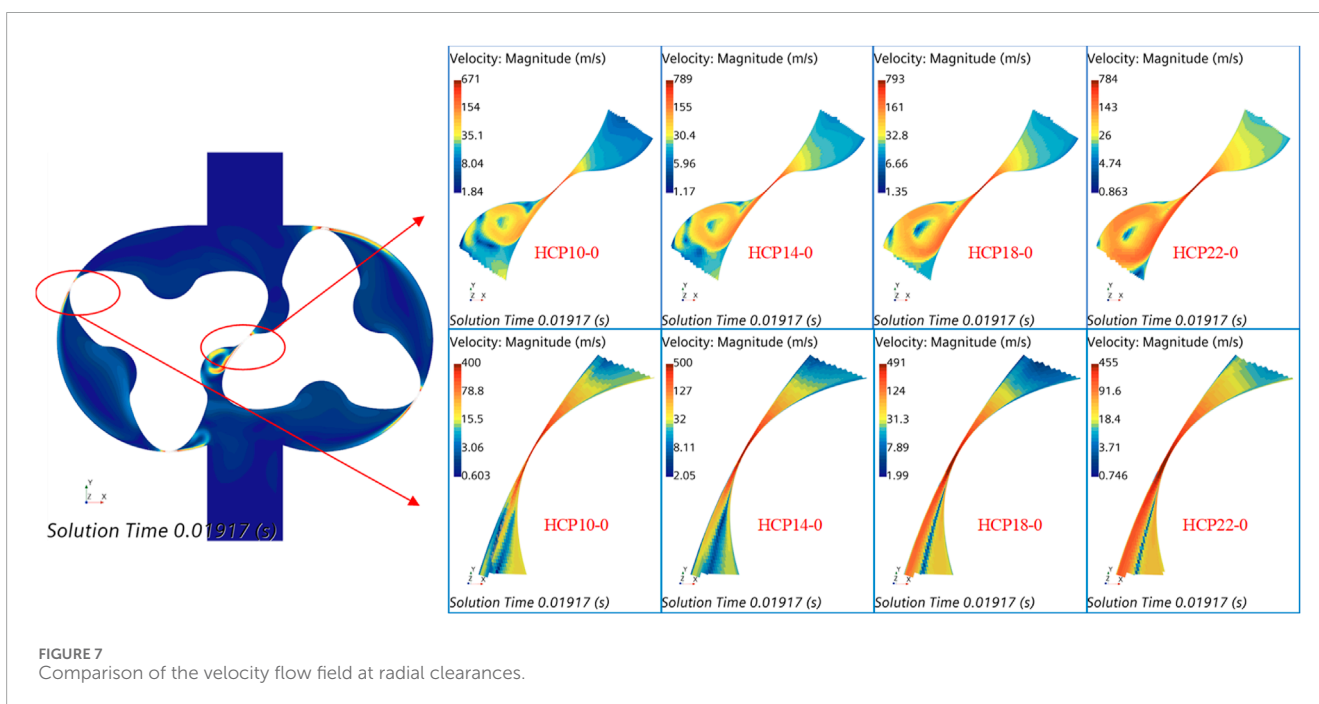 Y
Z X
Solution Time 0.01917 (s)
Velocity: Magnitude (m/s)
671
154
35.1
8.04
1.84
HCP10-0
Y
Z X
Solution Time 0.01917 (s)
Velocity: Magnitude (m/s)
789
155
30.4
5.96
1.17
HCP14-0
Y
Z X
Solution Time 0.01917 (s)
Velocity: Magnitude (m/s)
793
161
32.8
6.66
1.35
HCP18-0
Y
Z X
Solution Time 0.01917 (s)
Velocity: Magnitude (m/s)
784
143
26
4.74
0.863
HCP22-0
Y
Z X
Solution Time 0.01917 (s)
Velocity: Magnitude (m/s)
400
78.8
15.5
3.06
0.603
HCP10-0
Y
Z X
Solution Time 0.01917 (s)
Velocity: Magnitude (m/s)
500
127
32
8.11
2.05
HCP14-0
Y
Z X
Solution Time 0.01917 (s)
Velocity: Magnitude (m/s)
491
124
31.3
7.89
1.99
HCP18-0
Y
Z X
Solution Time 0.01917 (s)
Velocity: Magnitude (m/s)
455
91.6
18.4
3.71
0.746
HCP22-0
Y
Z X
Solution Time 0.01917 (s)
FIGURE 7
Comparison of the velocity flow field at radial clearances.